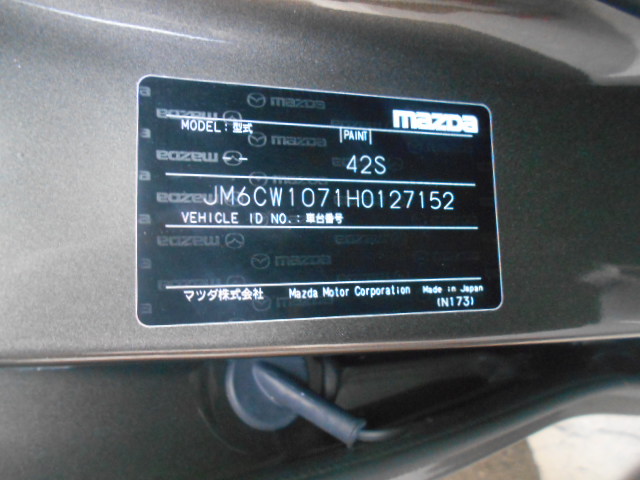 mazda
MODEL：型式 PAINT
-- 42S
JM6CW1071H0127152
VEHICLE ID NO.：車台番号
マツダ株式会社 Mazda Motor Corporation Made in Japan
(N173)